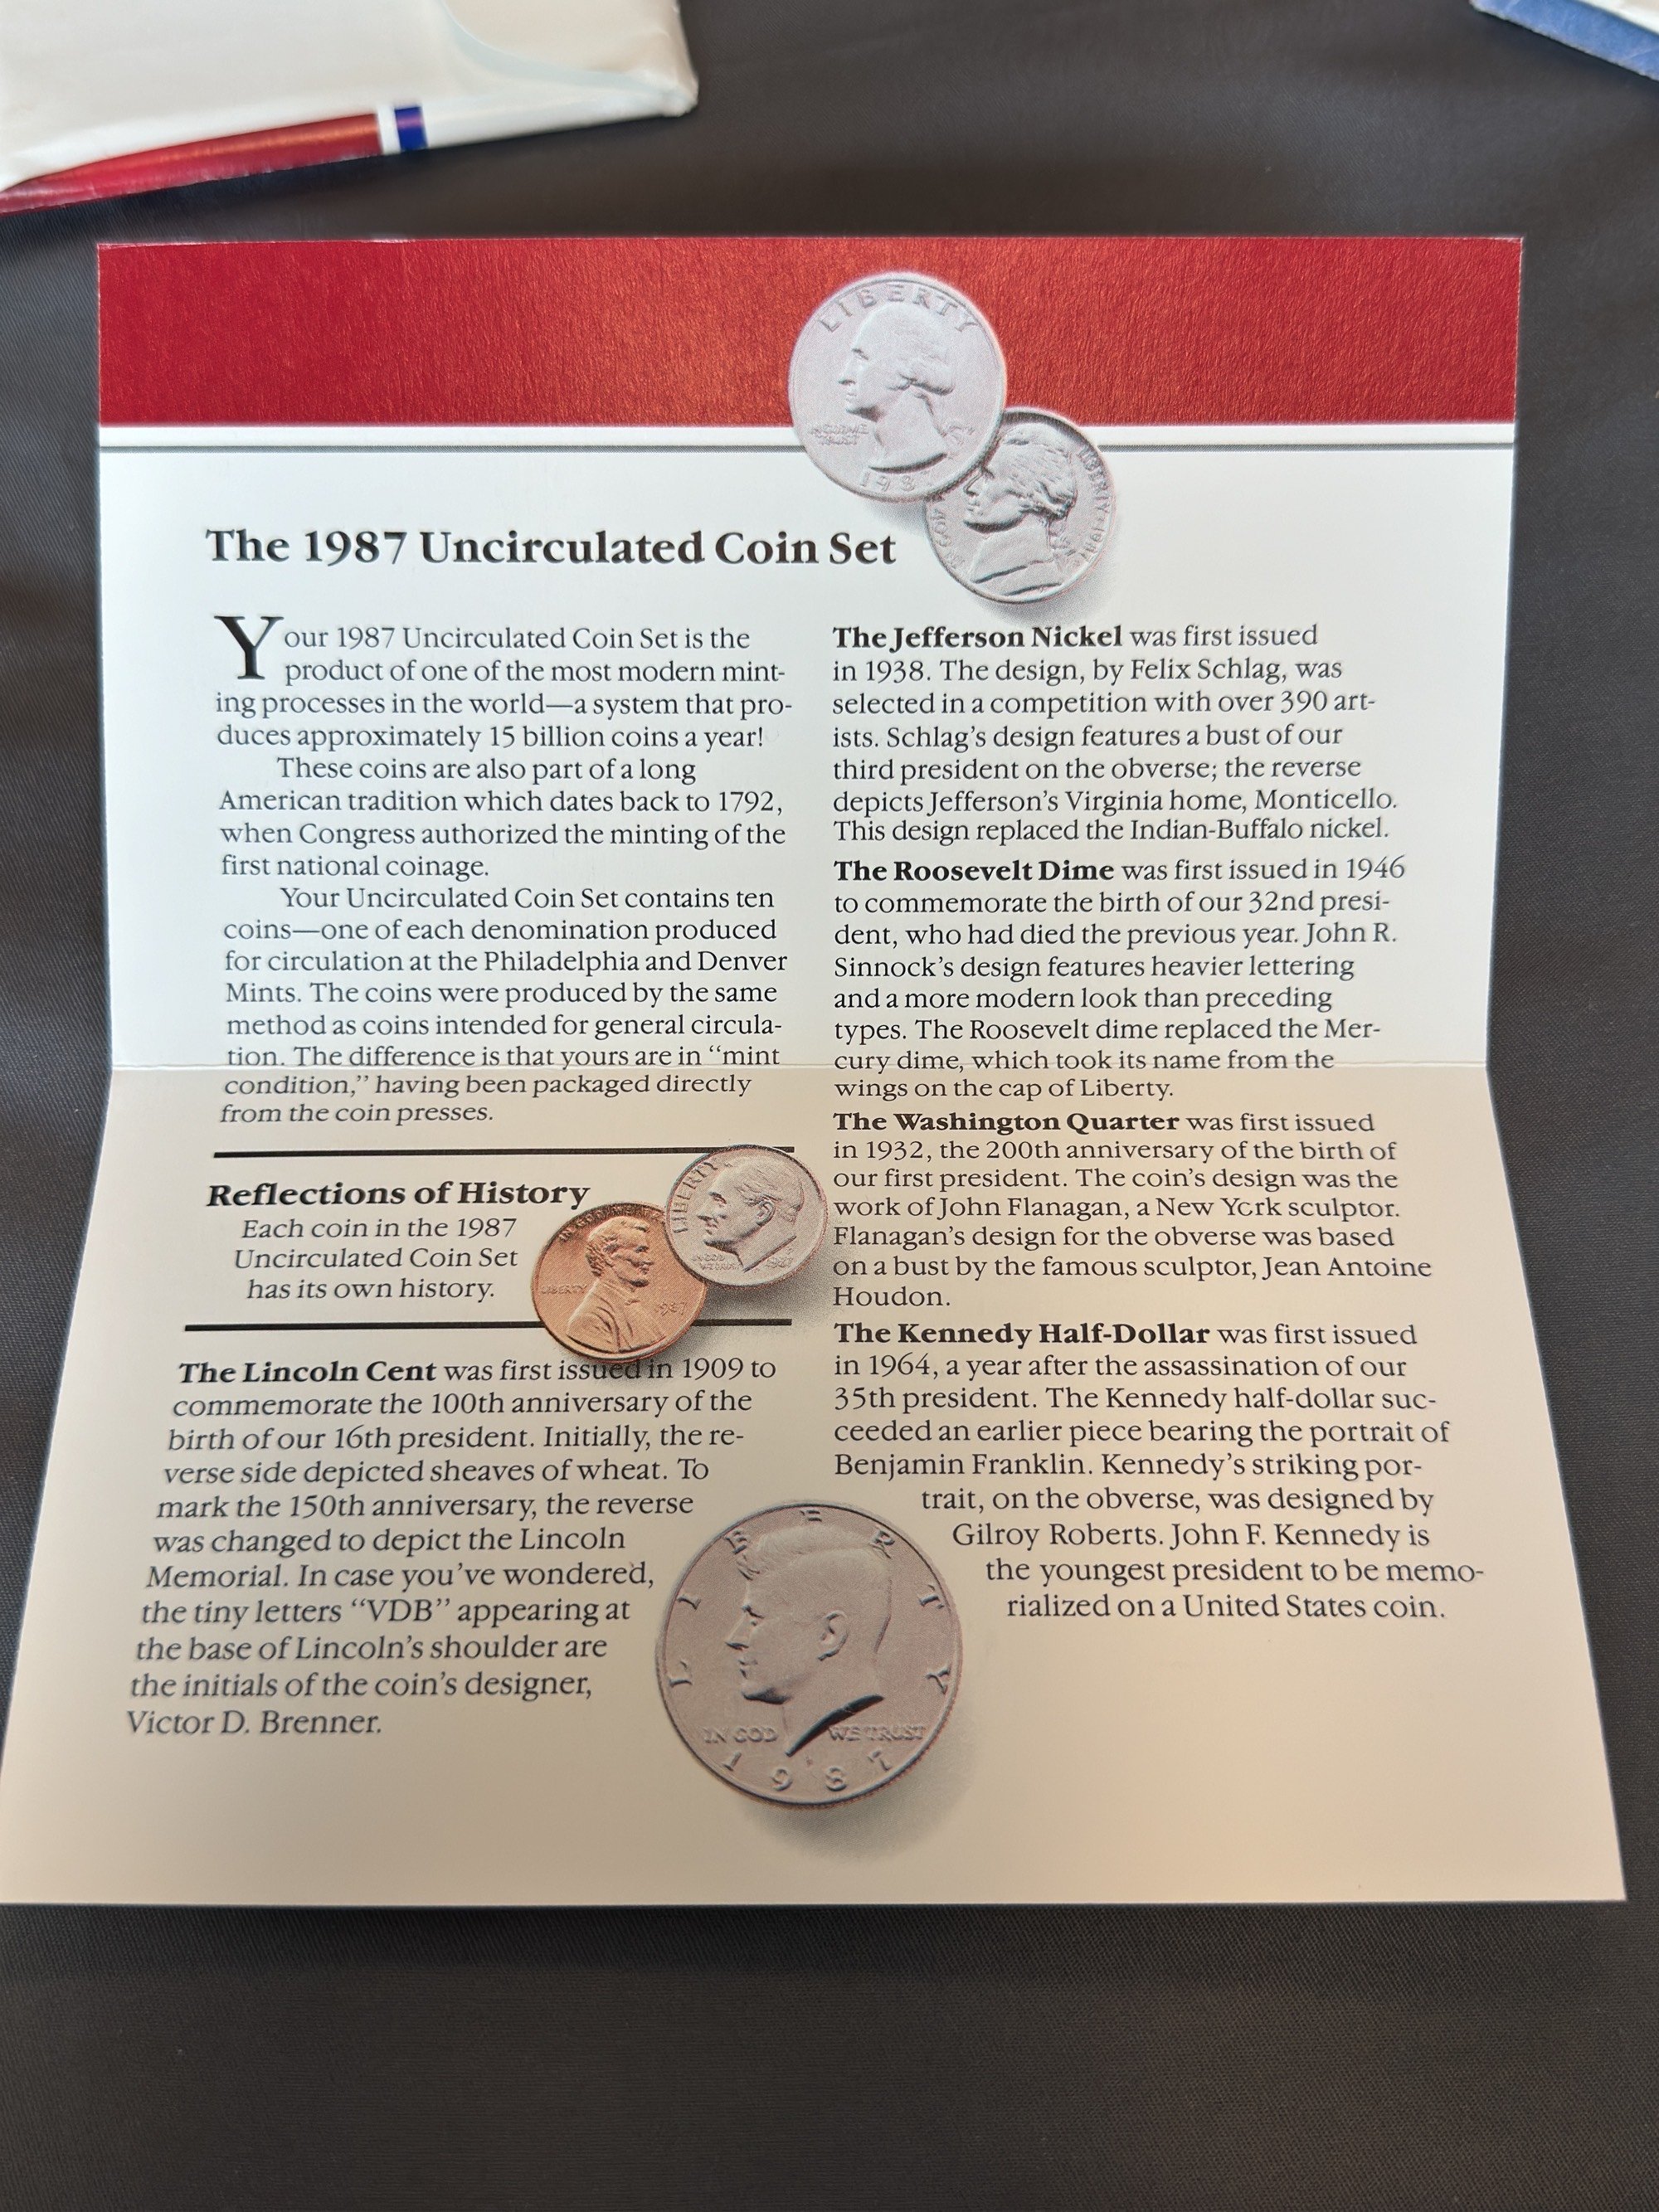 LIBERTY
IN GOD WE
TRUST
198
LIBERTY 1987
The 1987 Uncirculated Coin Set
Your 1987 Uncirculated Coin Set is the
product of one of the most modern mint-
ing processes in the world—a system that pro-
duces approximately 15 billion coins a year!
These coins are also part of a long
American tradition which dates back to 1792,
when Congress authorized the minting of the
first national coinage.
Your Uncirculated Coin Set contains ten
coins—one of each denomination produced
for circulation at the Philadelphia and Denver
Mints. The coins were produced by the same
method as coins intended for general circula-
tion. The difference is that yours are in “mint
condition,” having been packaged directly
from the coin presses.
Reflections of History
Each coin in the 1987
Uncirculated Coin Set
has its own history.
IN GOD WE TRUST
LIBERTY
1987
LIBERTY
IN GOD
WE TRUST
1987
The Lincoln Cent was first issued in 1909 to
commemorate the 100th anniversary of the
birth of our 16th president. Initially, the re-
verse side depicted sheaves of wheat. To
mark the 150th anniversary, the reverse
was changed to depict the Lincoln
Memorial. In case you’ve wondered,
the tiny letters “VDB” appearing at
the base of Lincoln’s shoulder are
the initials of the coin’s designer,
Victor D. Brenner.
The Jefferson Nickel was first issued
in 1938. The design, by Felix Schlag, was
selected in a competition with over 390 art-
ists. Schlag’s design features a bust of our
third president on the obverse; the reverse
depicts Jefferson’s Virginia home, Monticello.
This design replaced the Indian-Buffalo nickel.
The Roosevelt Dime was first issued in 1946
to commemorate the birth of our 32nd presi-
dent, who had died the previous year. John R.
Sinnock’s design features heavier lettering
and a more modern look than preceding
types. The Roosevelt dime replaced the Mer-
cury dime, which took its name from the
wings on the cap of Liberty.
The Washington Quarter was first issued
in 1932, the 200th anniversary of the birth of
our first president. The coin’s design was the
work of John Flanagan, a New York sculptor.
Flanagan’s design for the obverse was based
on a bust by the famous sculptor, Jean Antoine
Houdon.
The Kennedy Half-Dollar was first issued
in 1964, a year after the assassination of our
35th president. The Kennedy half-dollar suc-
ceeded an earlier piece bearing the portrait of
Benjamin Franklin. Kennedy’s striking por-
trait, on the obverse, was designed by
Gilroy Roberts. John F. Kennedy is
the youngest president to be memo-
rialized on a United States coin.
LIBERTY
IN GOD WE TRUST
1987